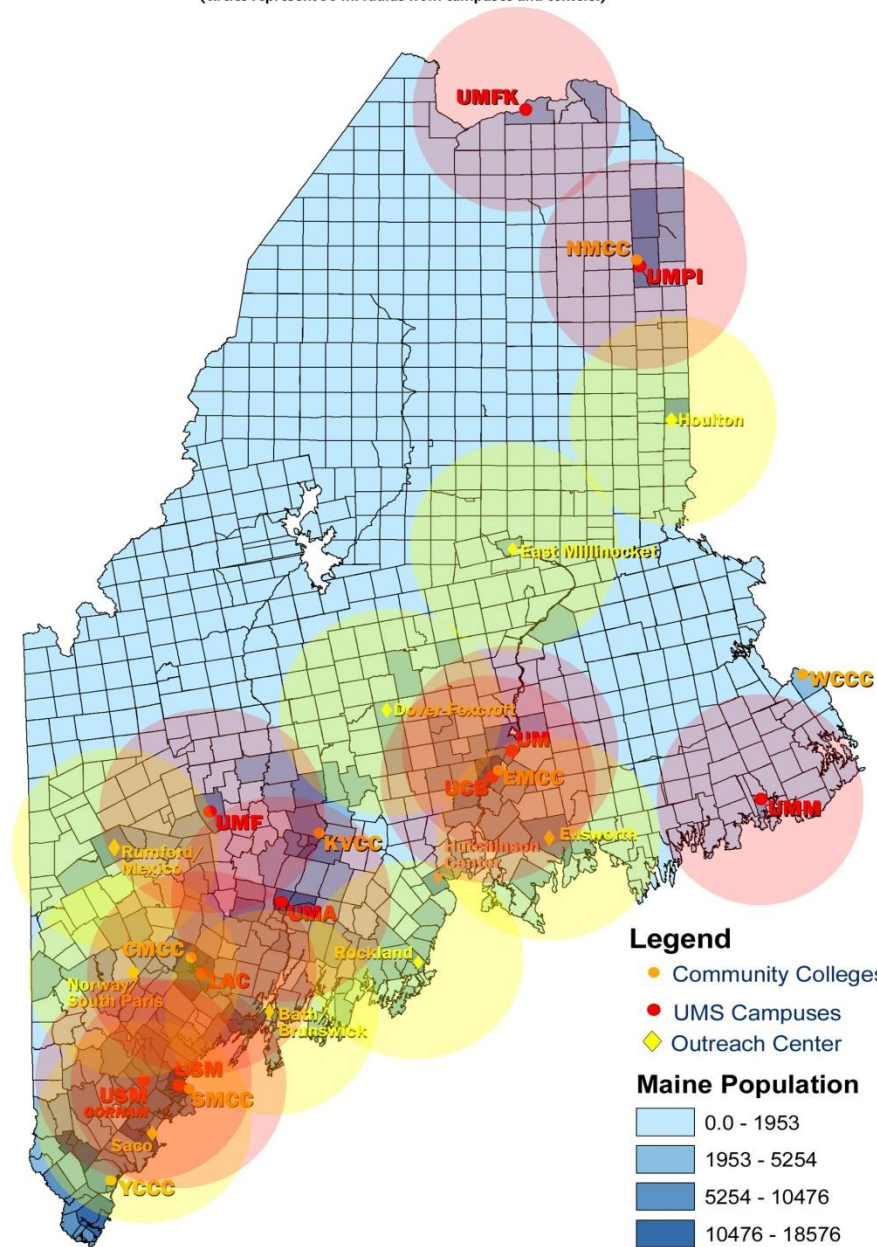 UMFK
NMCC
UMPI
Houlton
East Millinocket
WCCC
Dover-Foxcroft
UM
EMCC
UCB
UMM
UMF
KVCC
Ellsworth
Rumford/
Mexico
Hutchinson
Center
UMA
CMCC
Rockland
LAC
Norway/
South Paris
Bath/
Brunswick
USM
USM
GORHAM
SMCC
Saco
YCCC
Legend
Community Colleges
UMS Campuses
Outreach Center
Maine Population
0.0 - 1953
1953 - 5254
5254 - 10476
10476 - 18576